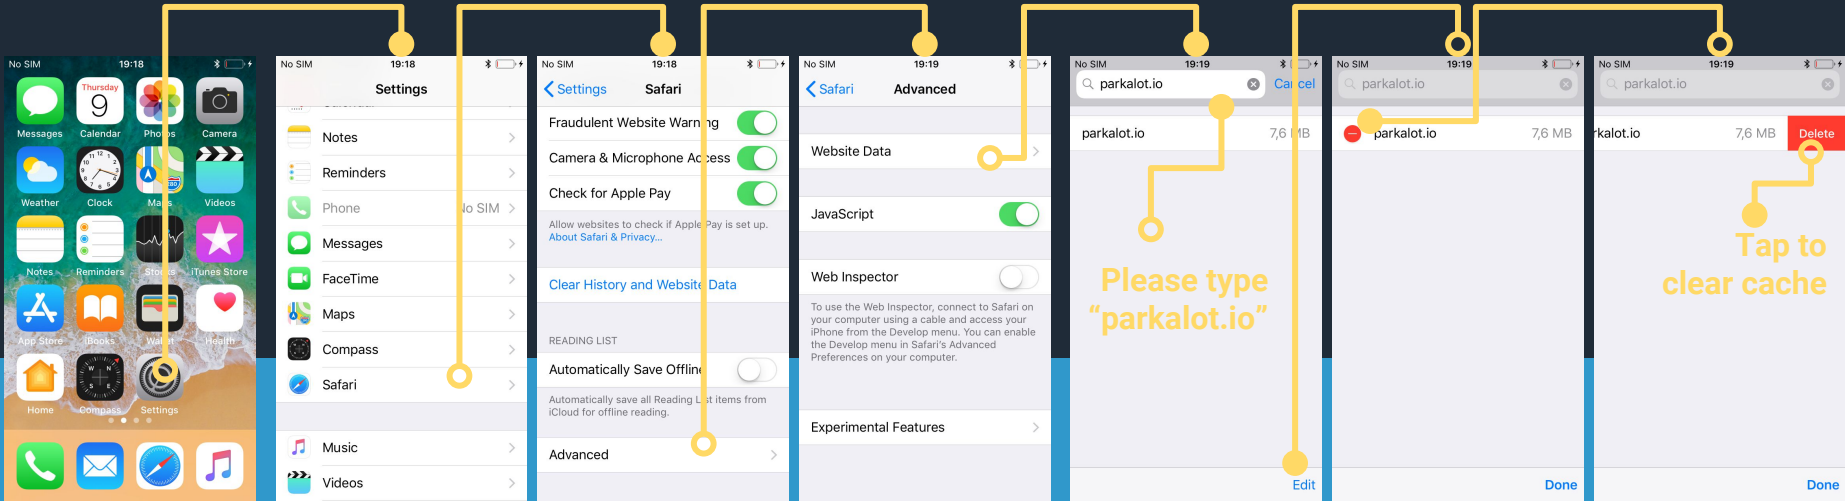 No SIM 19:18
Thursday
9
Messages Calendar Photos Camera
280
Weather Clock Maps Videos
Notes Reminders Stocks iTunes Store
App Store iBooks Wallet Health
W N E S
Home Compass Settings
No SIM 19:18
Settings
Calendar
Notes
Reminders
Phone No SIM
Messages
FaceTime
Maps
Compass
Safari
Music
Videos
No SIM 19:18
Settings Safari
Fraudulent Website Warning
Camera & Microphone Access
Check for Apple Pay
Allow websites to check if Apple Pay is set up.
About Safari & Privacy...
Clear History and Website Data
READING LIST
Automatically Save Offline
Automatically save all Reading List items from
iCloud for offline reading.
Advanced
No SIM 19:19
Safari Advanced
Website Data
JavaScript
Web Inspector
To use the Web Inspector, connect to Safari on
your computer using a cable and access your
iPhone from the Develop menu. You can enable
the Develop menu in Safari's Advanced
Preferences on your computer.
Experimental Features
No SIM 19:19
parkalot.io Cancel
parkalot.io 7,6 MB
Please type
“parkalot.io”
Edit
No SIM 19:19
parkalot.io
parkalot.io 7,6 MB
Done
No SIM 19:19
parkalot.io
rkalot.io 7,6 MB Delete
Tap to
clear cache
Done